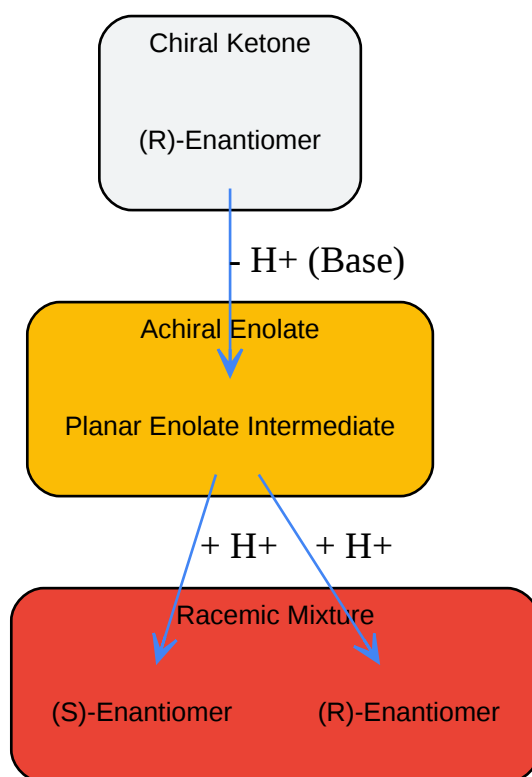 Chiral Ketone
(R)-Enantiomer
- H+ (Base)
Achiral Enolate
Planar Enolate Intermediate
+ H+ + H+
Racemic Mixture
(S)-Enantiomer (R)-Enantiomer